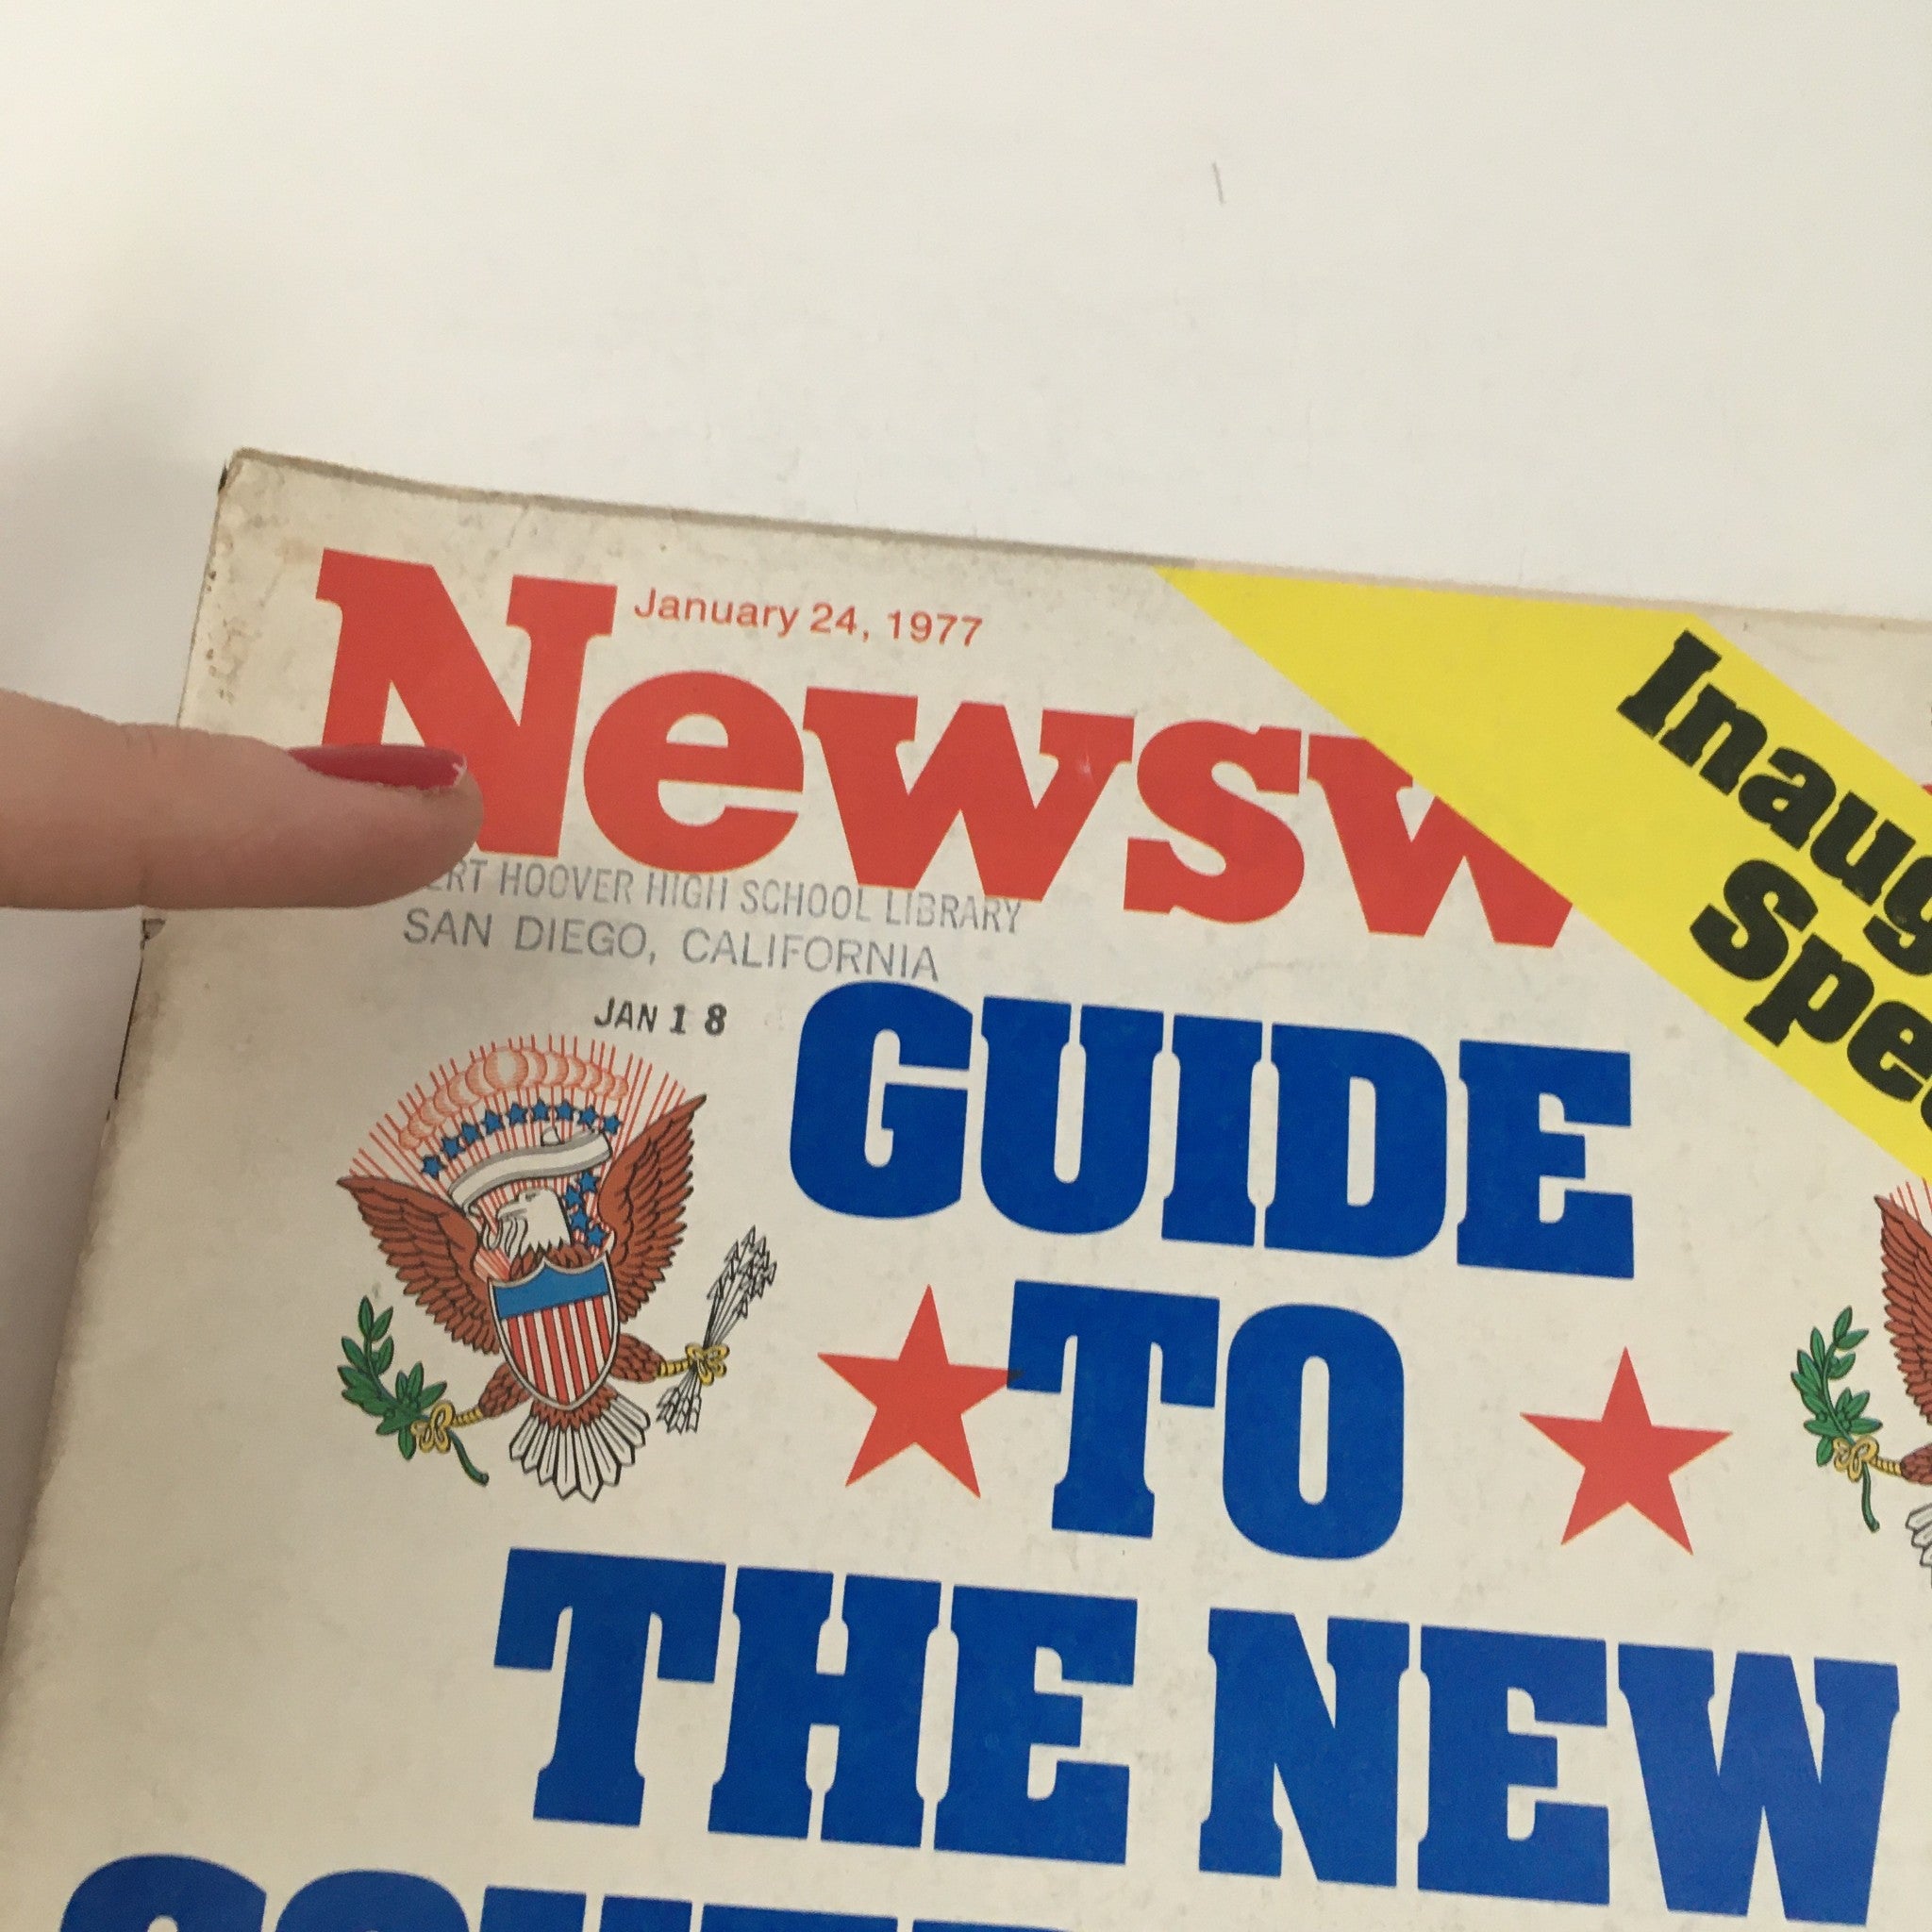 January 24, 1977
Newsw
Inaug
Spe
ERT HOOVER HIGH SCHOOL LIBRARY
SAN DIEGO, CALIFORNIA
JAN 18
GUIDE
TO
THE NEW